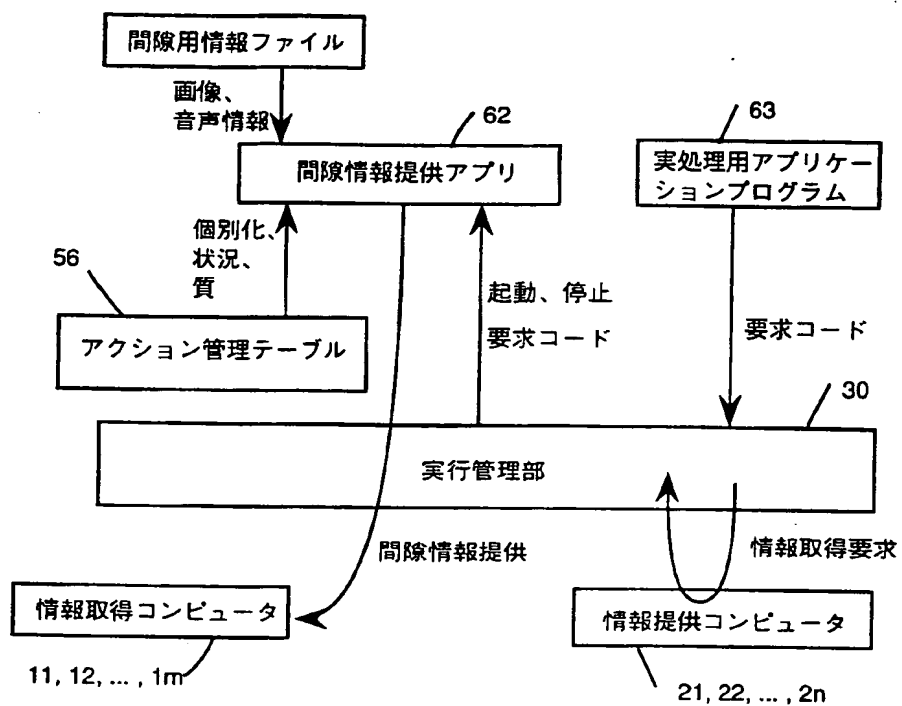 間隙用情報ファイル
画像、
音声情報
62
63
間隙情報提供アプリ
実処理用アプリケー
ションプログラム
個別化、
状況、
質
56
起動、停止
要求コード
要求コード
アクション管理テーブル
30
実行管理部
間隙情報提供
情報取得要求
情報取得コンピュータ
情報提供コンピュータ
11, 12, ... , 1m
21, 22, ... , 2n